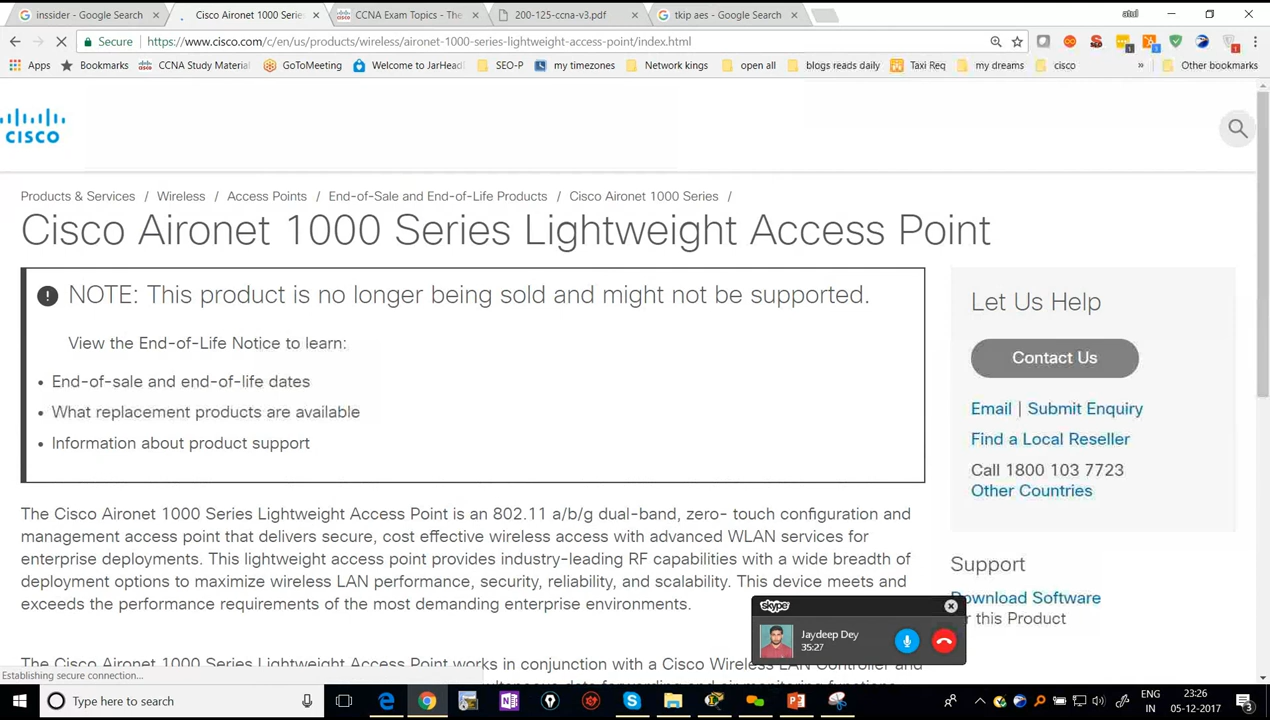 inssider - Google Search
Cisco Aironet 1000 Serie
CCNA Exam Topics - The
200-125-ccna-v3.pdf
tkip aes - Google Search
atul
Secure
https://www.cisco.com/c/en/us/products/wireless/aironet-1000-series-lightweight-access-point/index.html
Apps
Bookmarks
CCNA Study Material
GoToMeeting
Welcome to JarHead
SEO-P
my timezones
Network kings
open all
blogs reads daily
Taxi Req
my dreams
cisco
»
Other bookmarks
CISCO
Products & Services / Wireless / Access Points / End-of-Sale and End-of-Life Products / Cisco Aironet 1000 Series /
Cisco Aironet 1000 Series Lightweight Access Point
NOTE: This product is no longer being sold and might not be supported.
View the End-of-Life Notice to learn:
• End-of-sale and end-of-life dates
• What replacement products are available
• Information about product support
Let Us Help
Contact Us
Email | Submit Enquiry
Find a Local Reseller
Call 1800 103 7723
Other Countries
The Cisco Aironet 1000 Series Lightweight Access Point is an 802.11 a/b/g dual-band, zero- touch configuration and
management access point that delivers secure, cost effective wireless access with advanced WLAN services for
enterprise deployments. This lightweight access point provides industry-leading RF capabilities with a wide breadth of
deployment options to maximize wireless LAN performance, security, reliability, and scalability. This device meets and
exceeds the performance requirements of the most demanding enterprise environments.
Support
Download Software
for this Product
skype
Jaydeep Dey
35:27
The Cisco Aironet 1000 Series Lightweight Access Point works in conjunction with a Cisco Wireless LAN Controller and
Establishing secure connection...
Type here to search
ENG
IN
23:26
05-12-2017
3